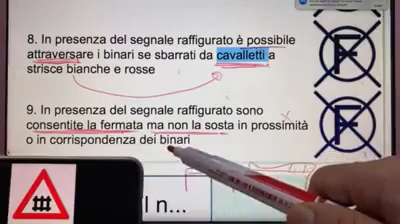 8. In presenza del segnale raffigurato è possibile
attraversare i binari se sbarrati da cavalletti a
strisce bianche e rosse
9. In presenza del segnale raffigurato sono
consentite la fermata ma non la sosta in prossimità
o in corrispondenza dei binari
l n...
F
F